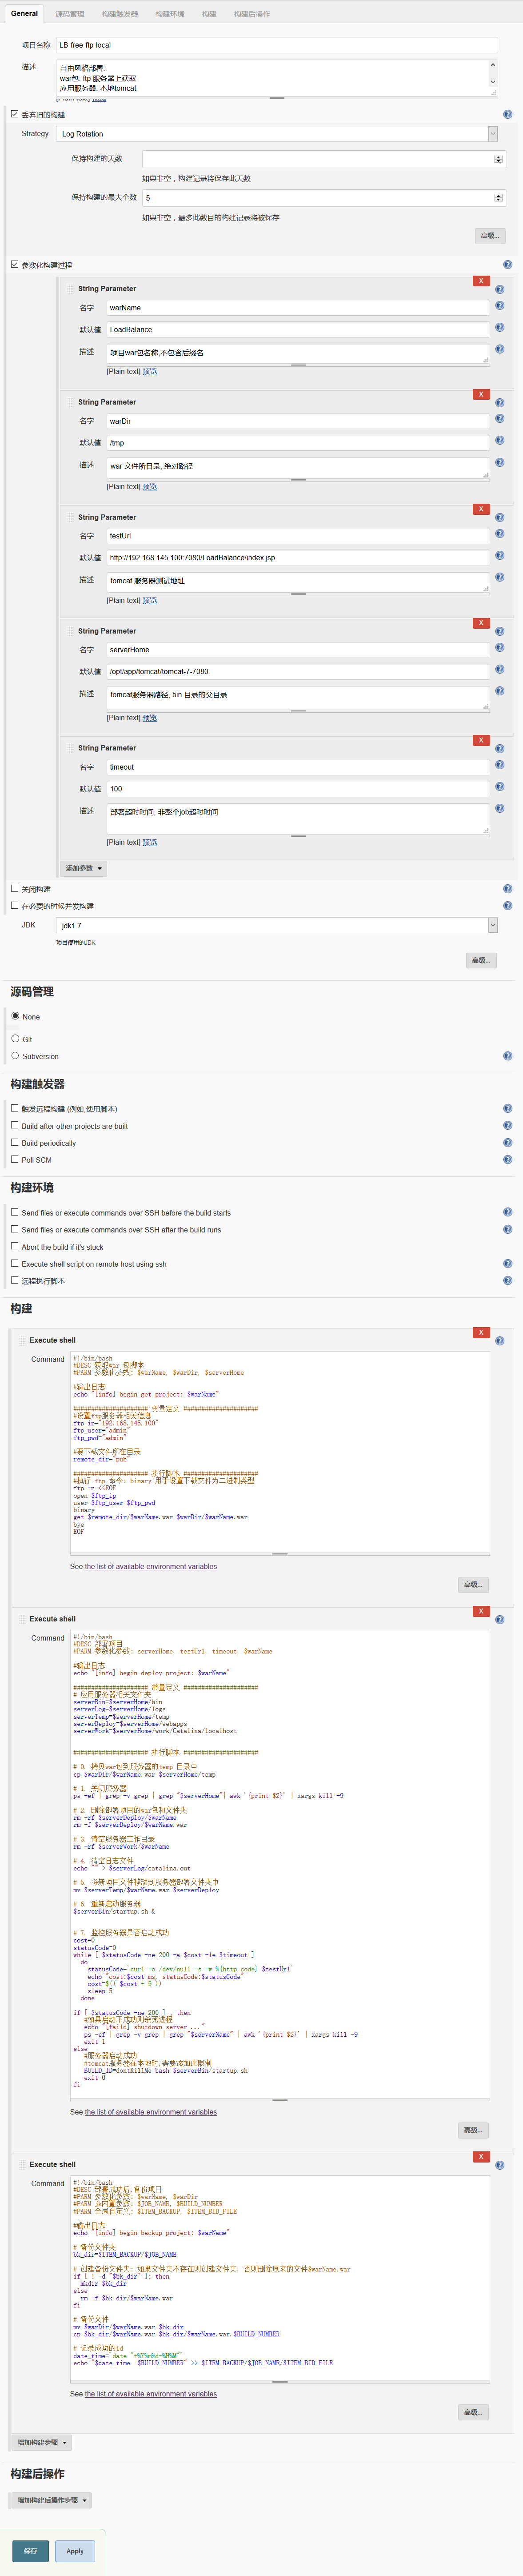 General 源码管理 构建触发器 构建环境 构建 构建后操作
项目名称 LB-free-ftp-local
描述 自由风格部署:
war包: ftp 服务器上获取
应用服务器: 本地tomcat
[Plain text] 预览
丢弃旧的构建
Strategy Log Rotation
保持构建的天数
如果非空，构建记录将保存此天数
保持构建的最大个数 5
如果非空，最多此数目的构建记录将被保存
高级...
参数化构建过程
X
String Parameter
名字 warName
默认值 LoadBalance
描述 项目war包名称,不包含后缀名
[Plain text] 预览
X
String Parameter
名字 warDir
默认值 /tmp
描述 war 文件所目录, 绝对路径
[Plain text] 预览
X
String Parameter
名字 testUrl
默认值 http://192.168.145.100:7080/LoadBalance/index.jsp
描述 tomcat 服务器测试地址
[Plain text] 预览
X
String Parameter
名字 serverHome
默认值 /opt/app/tomcat/tomcat-7-7080
描述 tomcat服务器路径, bin 目录的父目录
[Plain text] 预览
X
String Parameter
名字 timeout
默认值 100
描述 部署超时时间, 非整个job超时时间
[Plain text] 预览
添加参数
关闭构建
在必要的时候并发构建
JDK jdk1.7
项目使用的JDK
高级...
源码管理
None
Git
Subversion
构建触发器
触发远程构建 (例如,使用脚本)
Build after other projects are built
Build periodically
Poll SCM
构建环境
Send files or execute commands over SSH before the build starts
Send files or execute commands over SSH after the build runs
Abort the build if it's stuck
Execute shell script on remote host using ssh
远程执行脚本
构建
X
Execute shell
Command #!/bin/bash
#DESC 获取war 包脚本
#PARM 参数化参数: $warName, $warDir, $serverHome
#输出日志
echo "[info] begin get project: $warName"
##################### 变量定义 #####################
#设置ftp服务器相关信息
ftp_ip="192.168.145.100"
ftp_user="admin"
ftp_pwd="admin"
#要下载文件所在目录
remote_dir="pub"
##################### 执行脚本 #####################
#执行 ftp 命令: binary 用于设置下载文件为二进制类型
ftp -n <<EOF
open $ftp_ip
user $ftp_user $ftp_pwd
binary
get $remote_dir/$warName.war $warDir/$warName.war
bye
EOF
See the list of available environment variables
高级...
X
Execute shell
Command #!/bin/bash
#DESC 部署项目
#PARM 参数化参数: serverHome, testUrl, timeout, $warName
#输出日志
echo "[info] begin deploy project: $warName"
##################### 常量定义 #####################
# 应用服务器相关文件夹
serverBin=$serverHome/bin
serverLog=$serverHome/logs
serverTemp=$serverHome/temp
serverDeploy=$serverHome/webapps
serverWork=$serverHome/work/Catalina/localhost
##################### 执行脚本 #####################
# 0. 拷贝war包到服务器的temp 目录中
cp $warDir/$warName.war $serverHome/temp
# 1. 关闭服务器
ps -ef | grep -v grep | grep "$serverHome"| awk '{print $2}' | xargs kill -9
# 2. 删除部署项目的war包和文件夹
rm -rf $serverDeploy/$warName
rm -f $serverDeploy/$warName.war
# 3. 清空服务器工作目录
rm -rf $serverWork/$warName
# 4. 清空日志文件
echo "" > $serverLog/catalina.out
# 5. 将新项目文件移动到服务器部署文件夹中
mv $serverTemp/$warName.war $serverDeploy
# 6. 重新启动服务器
$serverBin/startup.sh &
# 7. 监控服务器是否启动成功
cost=0
statusCode=0
while [ $statusCode -ne 200 -a $cost -le $timeout ]
do
statusCode=`curl -o /dev/null -s -w %{http_code} $testUrl`
echo "cost:$cost ms, statusCode:$statusCode"
cost=$(( $cost + 5 ))
sleep 5
done
if [ $statusCode -ne 200 ] ; then
#如果启动不成功则杀死进程
echo "[faild] shutdown server ..."
ps -ef | grep -v grep | grep "$serverName" | awk '{print $2}' | xargs kill -9
exit 1
else
#服务器启动成功
#tomcat服务器在本地时,需要添加此限制
BUILD_ID=dontKillMe bash $serverBin/startup.sh
exit 0
fi
See the list of available environment variables
高级...
X
Execute shell
Command #!/bin/bash
#DESC 部署成功后,备份项目
#PARM 参数化参数: $warName, $warDir
#PARM jk内置参数: $JOB_NAME, $BUILD_NUMBER
#PARM 全局自定义: $ITEM_BACKUP, $ITEM_BID_FILE
#输出日志
echo "[info] begin backup project: $warName"
# 备份文件夹
bk_dir=$ITEM_BACKUP/$JOB_NAME
# 创建备份文件夹: 如果文件夹不存在则创建文件夹, 否则删除原来的文件$warName.war
if [ ! -d "$bk_dir" ]; then
mkdir $bk_dir
else
rm -f $bk_dir/$warName.war
fi
# 备份文件
mv $warDir/$warName.war $bk_dir
cp $bk_dir/$warName.war $bk_dir/$warName.war.$BUILD_NUMBER
# 记录成功的id
date_time=`date "+%Y%m%d-%H%M"`
echo "$date_time $BUILD_NUMBER" >> $ITEM_BACKUP/$JOB_NAME/$ITEM_BID_FILE
See the list of available environment variables
高级...
增加构建步骤
构建后操作
增加构建后操作步骤
保存 Apply